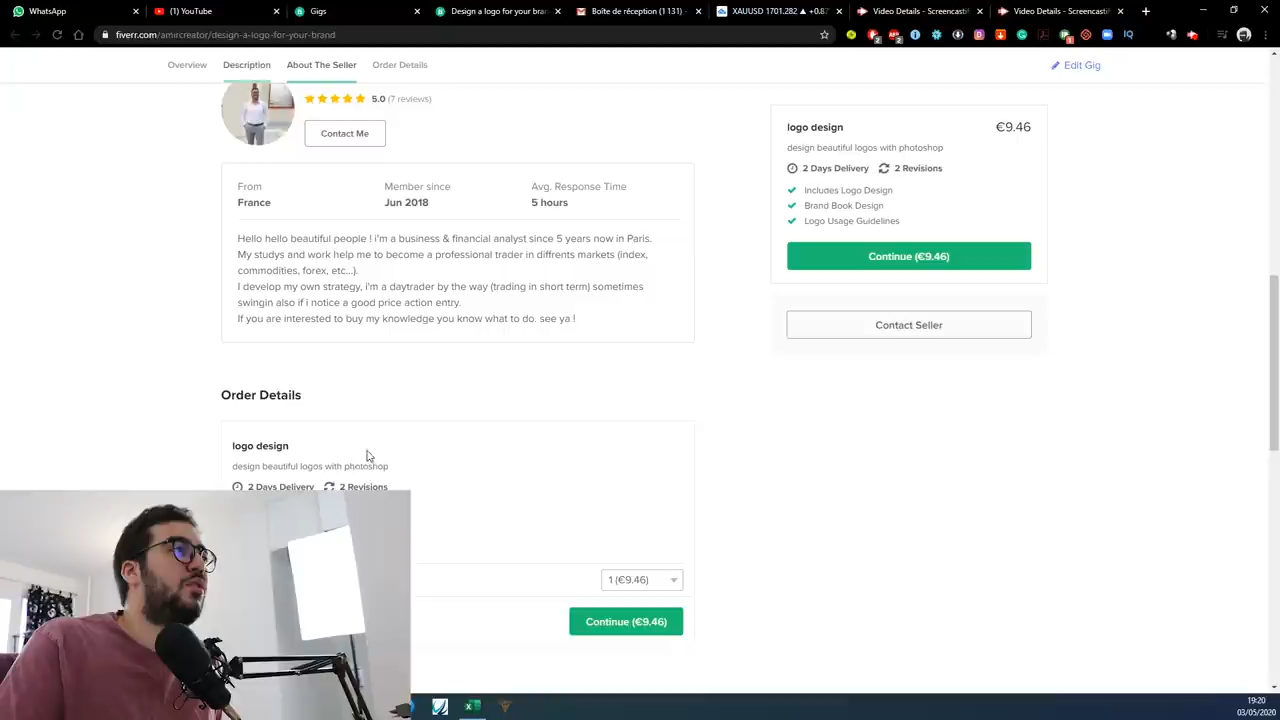 WhatsApp
(1) YouTube
Gigs
Design a logo for your bran
Boîte de réception (1 131)
XAUUSD 1701.282 ▲ +0.87
Video Details - Screencastif
Video Details - Screencastif
fiverr.com/amircreator/design-a-logo-for-your-brand
IQ
Overview
Description
About The Seller
Order Details
Edit Gig
5.0 (7 reviews)
Contact Me
From
Member since
Avg. Response Time
France
Jun 2018
5 hours
Hello hello beautiful people ! i'm a business & financial analyst since 5 years now in Paris.
My studys and work help me to become a professional trader in diffrents markets (index,
commodities, forex, etc...).
I develop my own strategy, i'm a daytrader by the way (trading in short term) sometimes
swingin also if i notice a good price action entry.
If you are interested to buy my knowledge you know what to do. see ya !
logo design
€9.46
design beautiful logos with photoshop
2 Days Delivery
2 Revisions
Includes Logo Design
Brand Book Design
Logo Usage Guidelines
Continue (€9.46)
Contact Seller
Order Details
logo design
design beautiful logos with photoshop
2 Days Delivery
2 Revisions
1 (€9.46)
Continue (€9.46)
19:20
03/05/2020